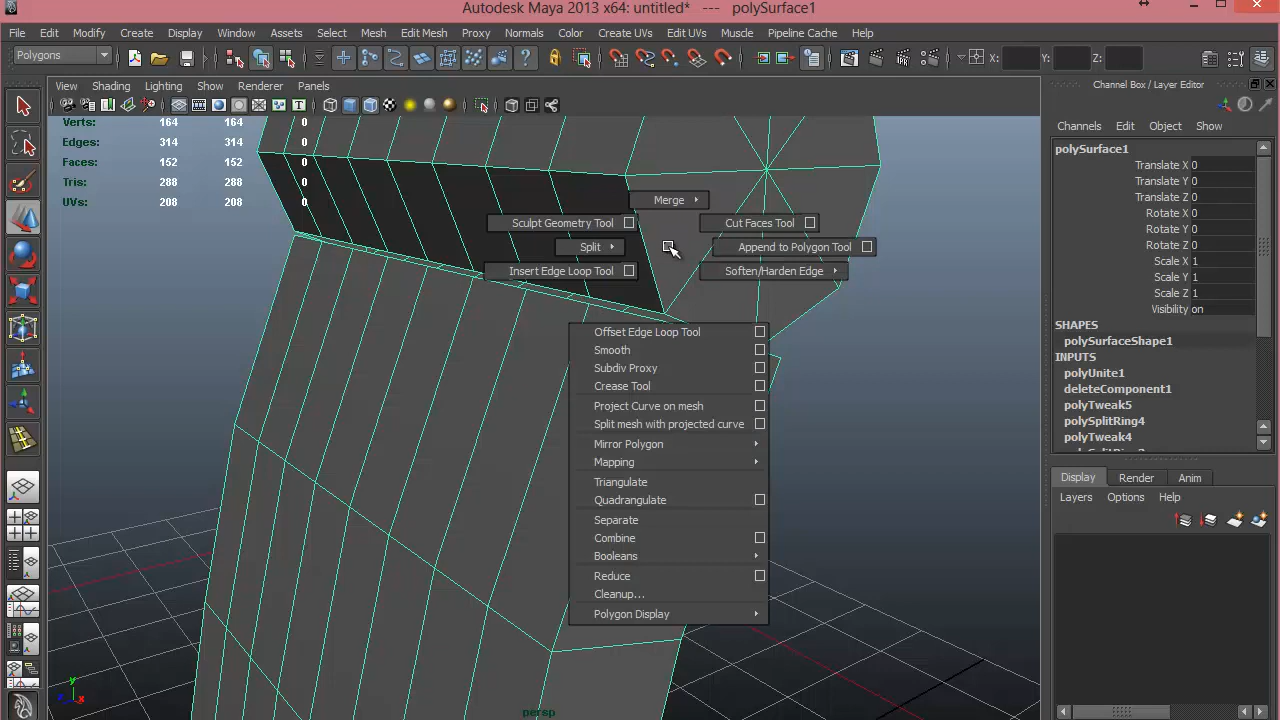 Autodesk Maya 2013 x64: untitled* --- polySurface1
File Edit Modify Create Display Window Assets Select Mesh Edit Mesh Proxy Normals Color Create UVs Edit UVs Muscle Pipeline Cache Help
Polygons X: Y: Z:
View Shading Lighting Show Renderer Panels
Channel Box / Layer Editor
Channels Edit Object Show
Verts: 164 164 0
Edges: 314 314 0
Faces: 152 152 0
Tris: 288 288 0
UVs: 208 208 0
Merge
Sculpt Geometry Tool Cut Faces Tool
Split Append to Polygon Tool
Insert Edge Loop Tool Soften/Harden Edge
Offset Edge Loop Tool
Smooth
Subdiv Proxy
Crease Tool
Project Curve on mesh
Split mesh with projected curve
Mirror Polygon
Mapping
Triangulate
Quadrangulate
Separate
Combine
Booleans
Reduce
Cleanup...
Polygon Display
polySurface1
Translate X 0
Translate Y 0
Translate Z 0
Rotate X 0
Rotate Y 0
Rotate Z 0
Scale X 1
Scale Y 1
Scale Z 1
Visibility on
SHAPES
polySurfaceShape1
INPUTS
polyUnite1
deleteComponent1
polyTweak5
polySplitRing4
polyTweak4
Display Render Anim
Layers Options Help
y
z x
persp